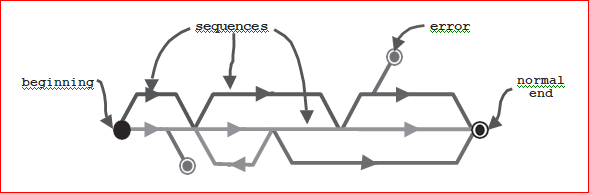 sequences
error
beginning
normal
end